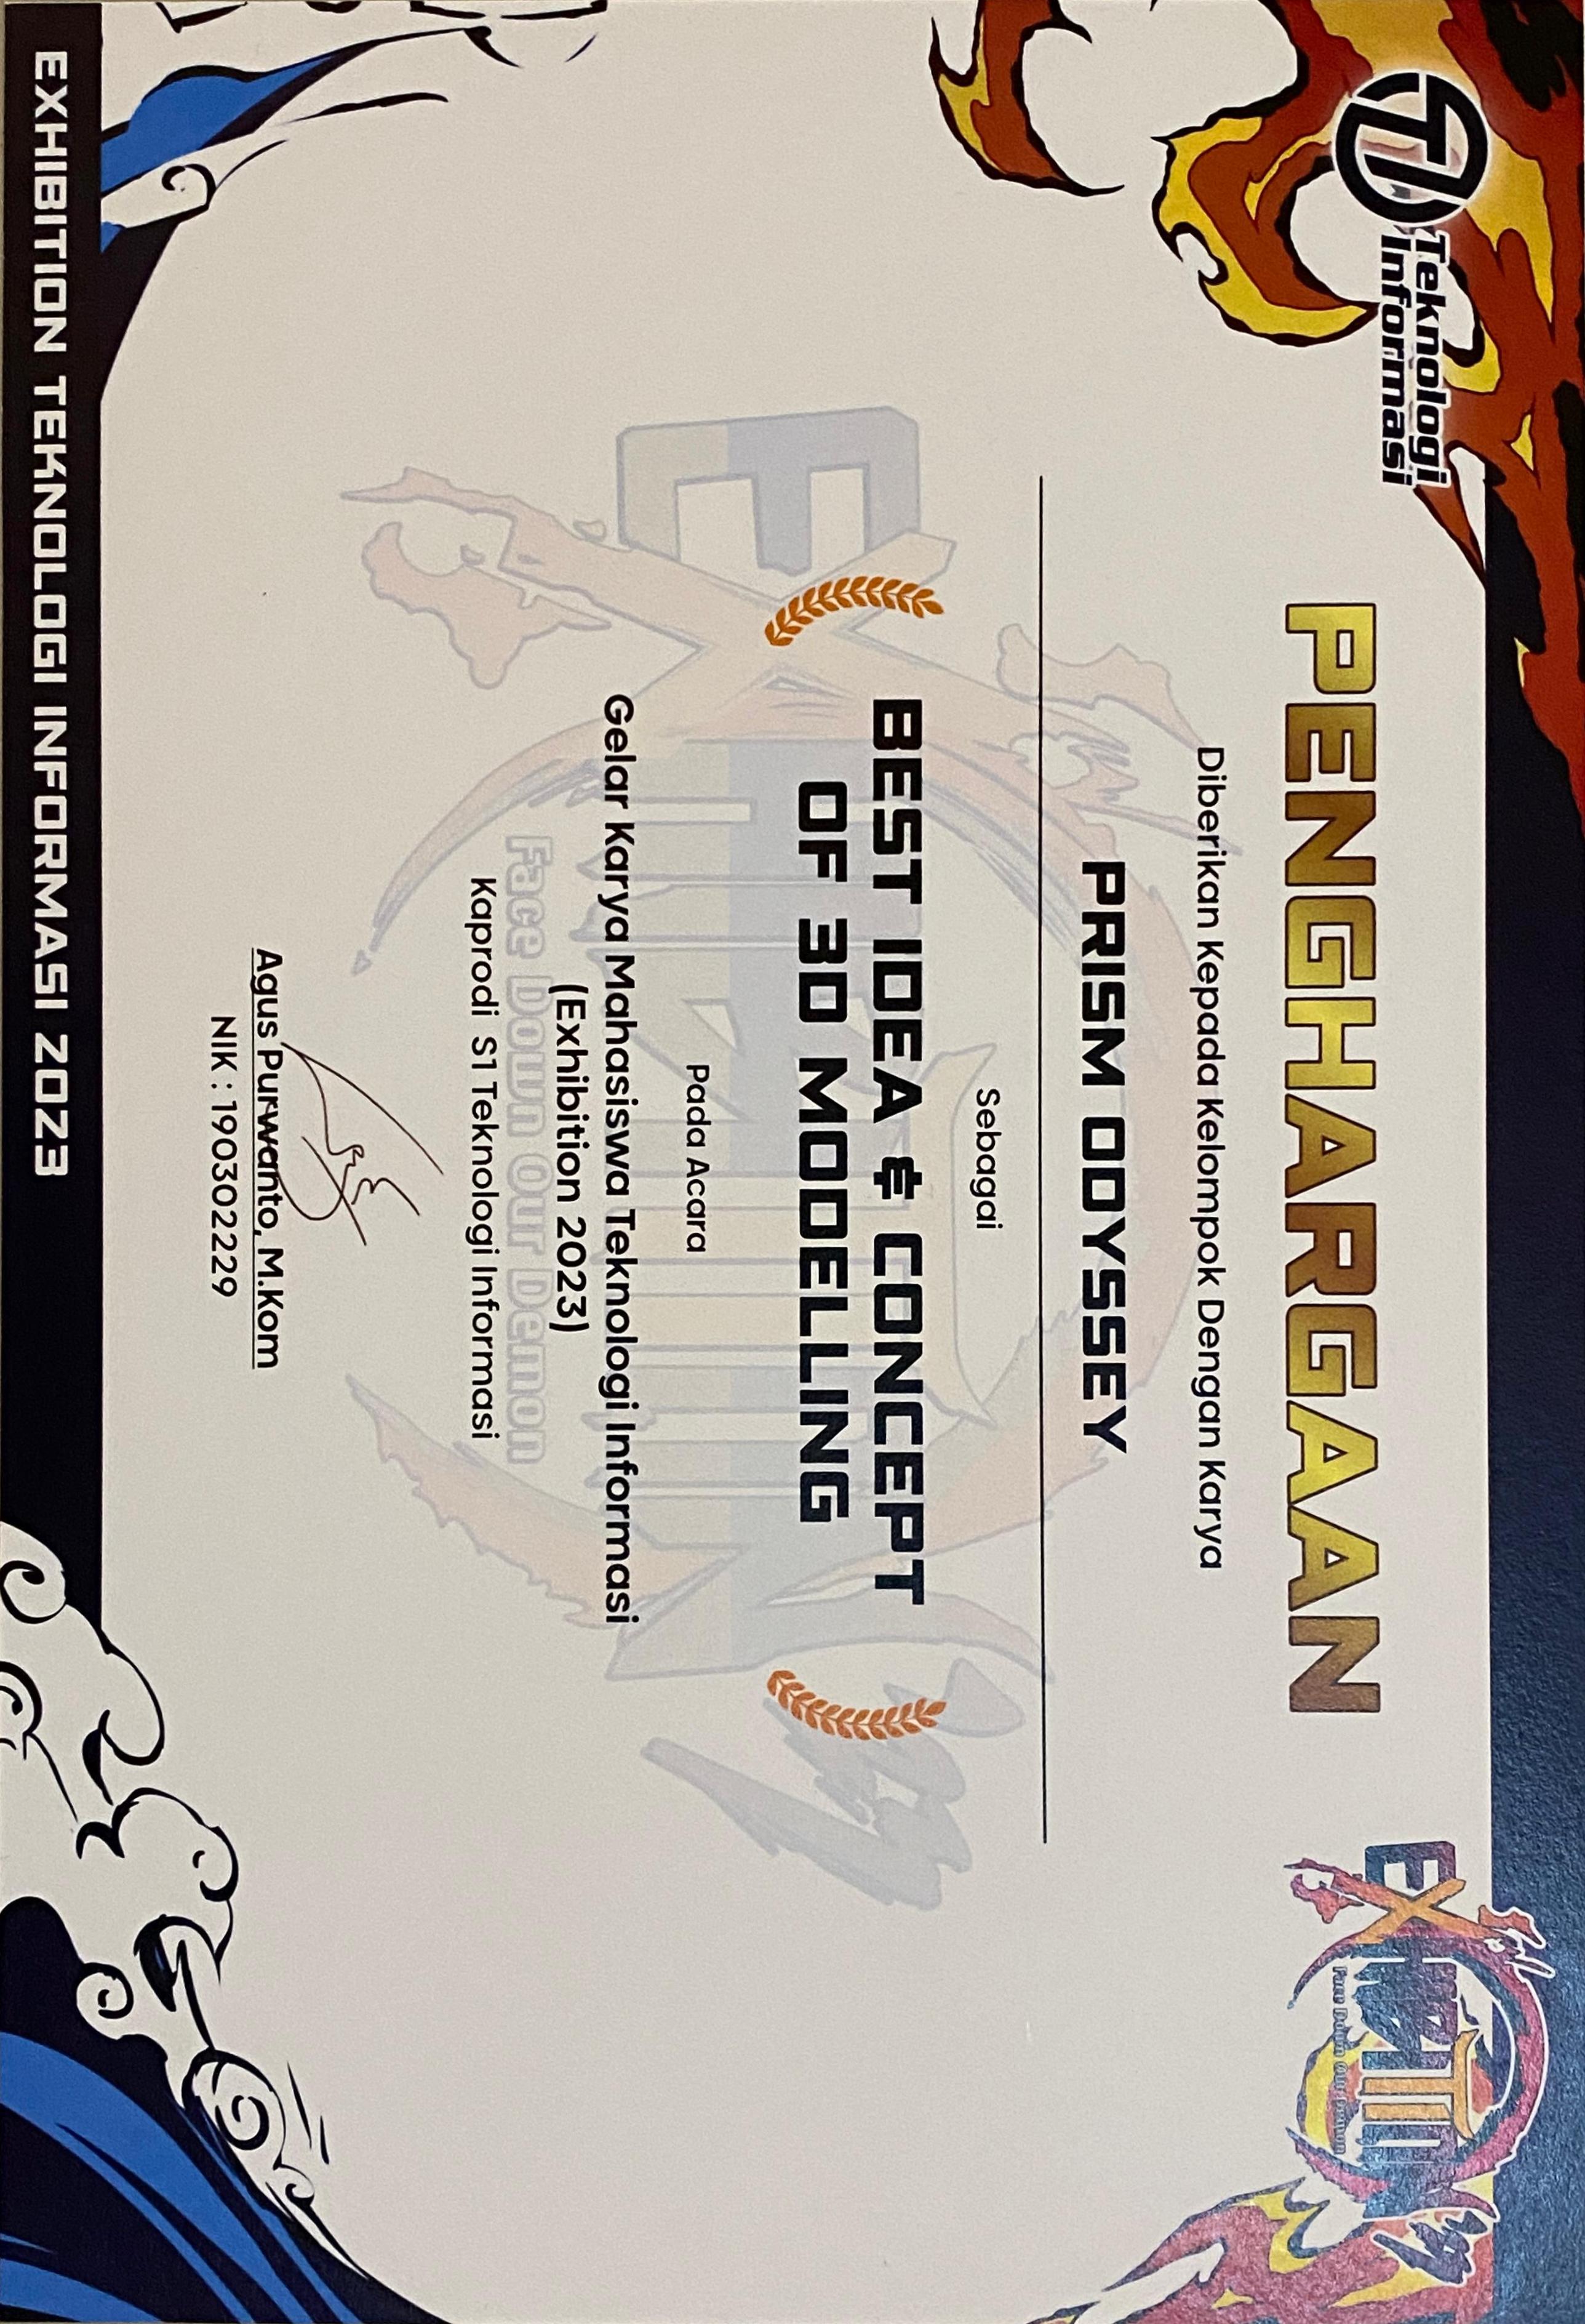 Teknologi
Informasi
EXHIBITION'23
Face Down Our Demon
PENGHARGAAN
Diberikan Kepada Kelompok Dengan Karya
PRISM ODYSSEY
Sebagai
BEST IDEA & CONCEPT
OF 3D MODELLING
EXHIBITION'23
Pada Acara
Gelar Karya Mahasiswa Teknologi Informasi
(Exhibition 2023)
Face Down Our Demon
Kaprodi S1 Teknologi Informasi
Agus Purwanto, M.Kom
NIK : 190302229
EXHIBITION TEKNOLOGI INFORMASI 2023